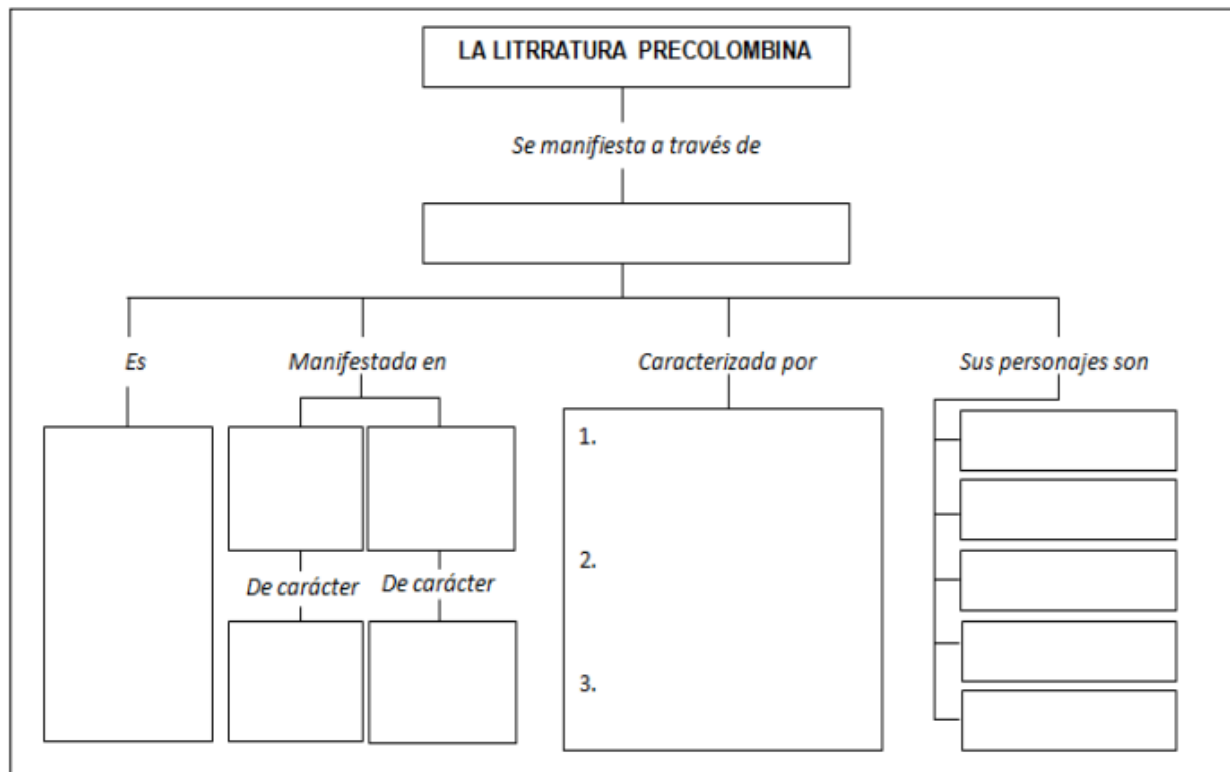 LA LITRRATURA PRECOLOMBINA
Se manifiesta a través de
Es
Manifestada en
Caracterizada por
Sus personajes son
1.
2.
De carácter
De carácter
3.